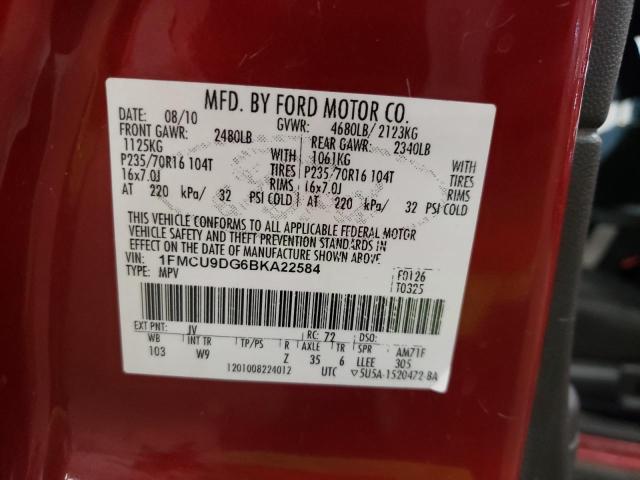 MFD. BY FORD MOTOR CO.
DATE: 08/10 GVWR: 4680LB/ 2123KG
FRONT GAWR: 2480LB REAR GAWR: 2340LB
1125KG WITH 1061KG WITH
P235/70R16 104T TIRES P235/70R16 104T TIRES
16x7.0J RIMS 16x7.0J RIMS
AT 220 kPa/ 32 PSI COLD AT 220 kPa/ 32 PSI COLD
THIS VEHICLE CONFORMS TO ALL APPLICABLE FEDERAL MOTOR
VEHICLE SAFETY AND THEFT PREVENTION STANDARDS IN
EFFECT ON THE DATE OF MANUFACTURE SHOWN ABOVE.
VIN: 1FMCU9DG6BKA22584 F0126
TYPE: MPV T0325
EXT PNT: JV RC: 72 DSO:
WB INT TR TP/PS R AXLE TR SPR AM71F
103 W9 Z 35 6 LLEE 305
1201008224012 UTC ▽5U5A-1520472-BA